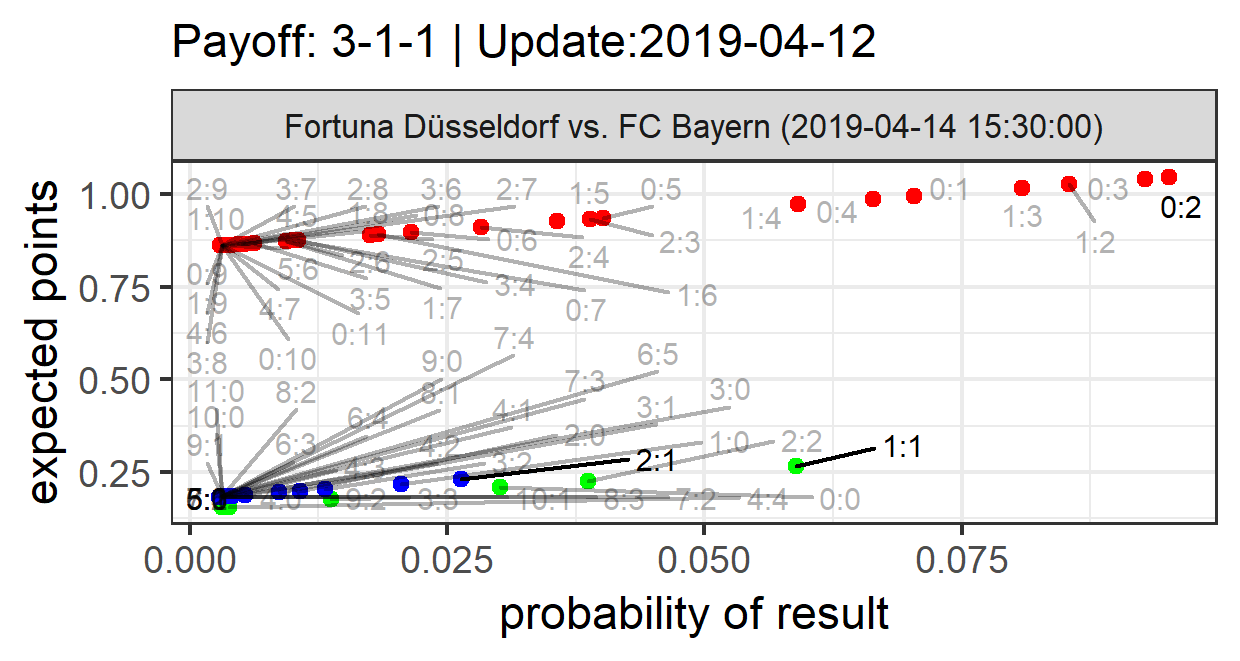 Payoff: 3-1-1 | Update:2019-04-12
Fortuna Düsseldorf vs. FC Bayern (2019-04-14 15:30:00)
expected points
1.00
0.75
0.50
0.25
2:9 3:7 2:8 3:6 2:7 1:5 0:5 0:1 0:3
1:10 4:5 1:8 0:8 1:4 0:4 1:3 0:2
0:6 2:3 1:2
0:9 5:6 2:6 2:5 2:4
1:9 4:7 3:5 1:7 3:4 0:7 1:6
4:6 0:11
3:8 0:10 9:0 7:4 6:5
11:0 8:2 8:1 7:3 3:0
10:0 6:4 4:1 3:1
9:1 6:3 4:2 2:0 1:0 2:2 1:1
4:3 3:2 2:1
9:2 3:3 10:1 8:3 7:2 4:4 0:0
0.000 0.025 0.050 0.075
probability of result